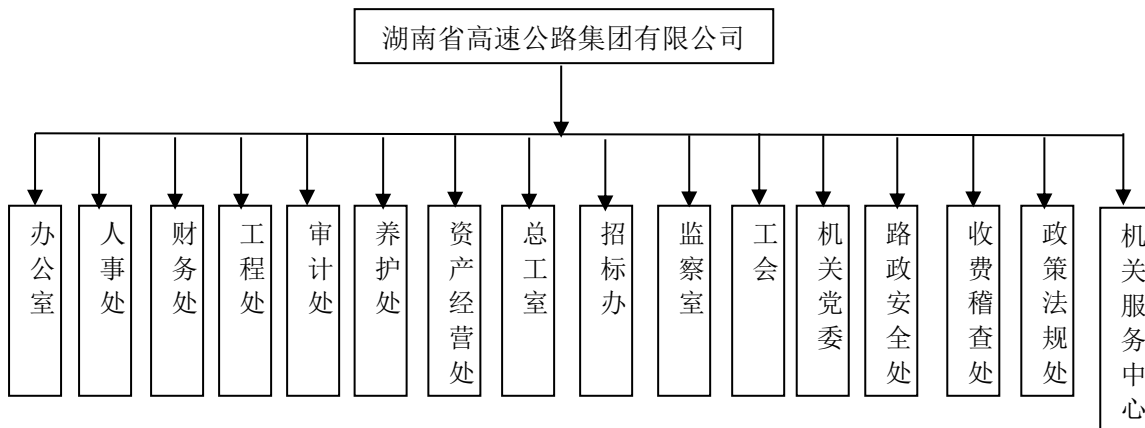 湖南省高速公路集团有限公司
办公室
人事处
财务处
工程处
审计处
养护处
资产经营处
总工室
招标办
监察室
工会
机关党委
路政安全处
收费稽查处
政策法规处
机关服务中心